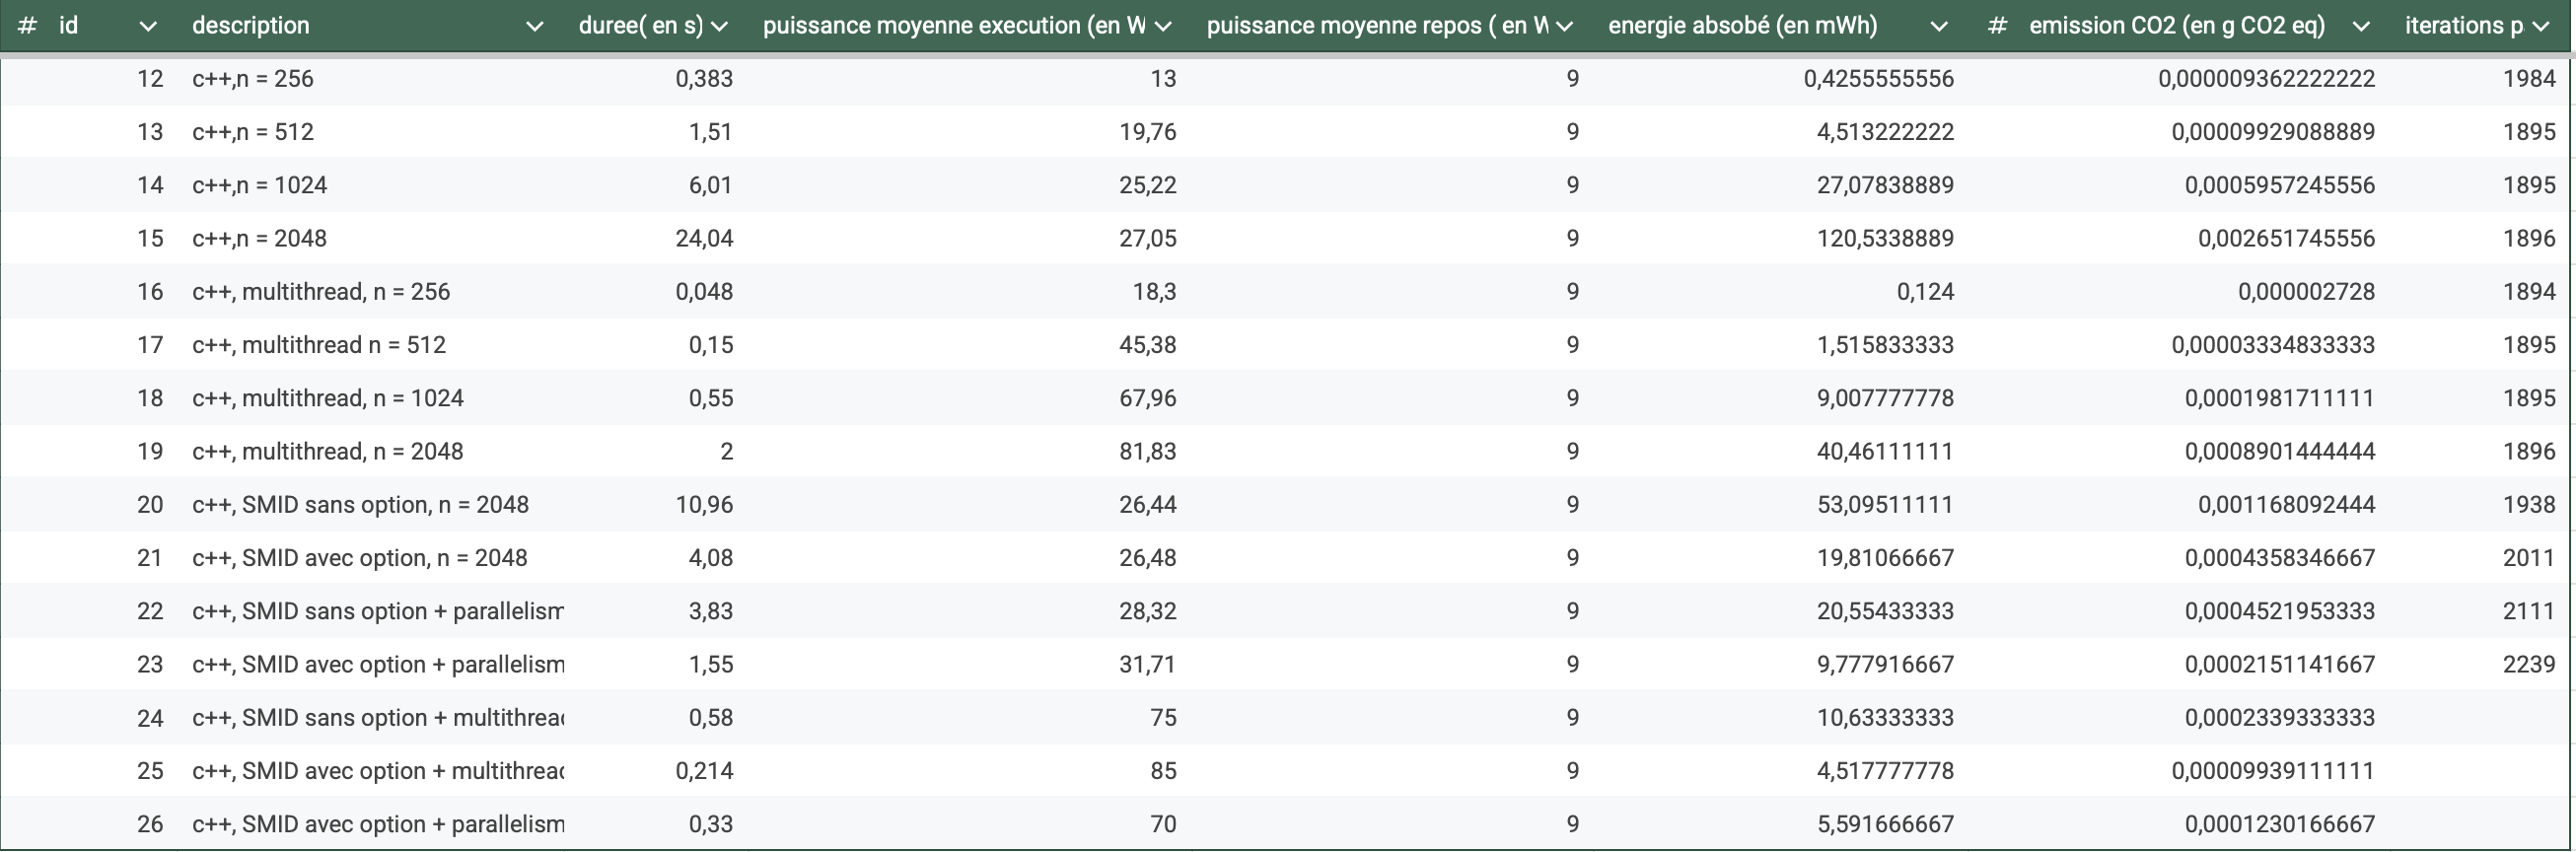 # id description duree( en s) puissance moyenne execution (en W puissance moyenne repos ( en W energie absobé (en mWh) # emission CO2 (en g CO2 eq) iterations p
12 c++,n = 256 0,383 13 9 0,4255555556 0,000009362222222 1984
13 c++,n = 512 1,51 19,76 9 4,513222222 0,00009929088889 1895
14 c++,n = 1024 6,01 25,22 9 27,07838889 0,0005957245556 1895
15 c++,n = 2048 24,04 27,05 9 120,5338889 0,002651745556 1896
16 c++, multithread, n = 256 0,048 18,3 9 0,124 0,000002728 1894
17 c++, multithread n = 512 0,15 45,38 9 1,515833333 0,00003334833333 1895
18 c++, multithread, n = 1024 0,55 67,96 9 9,007777778 0,0001981711111 1895
19 c++, multithread, n = 2048 2 81,83 9 40,46111111 0,0008901444444 1896
20 c++, SMID sans option, n = 2048 10,96 26,44 9 53,09511111 0,001168092444 1938
21 c++, SMID avec option, n = 2048 4,08 26,48 9 19,81066667 0,0004358346667 2011
22 c++, SMID sans option + parallelism 3,83 28,32 9 20,55433333 0,0004521953333 2111
23 c++, SMID avec option + parallelism 1,55 31,71 9 9,777916667 0,0002151141667 2239
24 c++, SMID sans option + multithread 0,58 75 9 10,63333333 0,0002339333333
25 c++, SMID avec option + multithread 0,214 85 9 4,517777778 0,00009939111111
26 c++, SMID avec option + parallelism 0,33 70 9 5,591666667 0,0001230166667